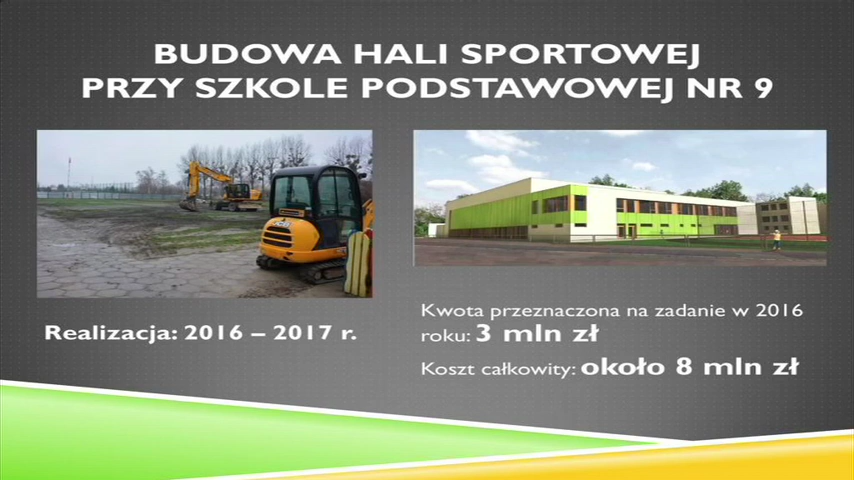 BUDOWA HALI SPORTOWEJ
PRZY SZKOLE PODSTAWOWEJ NR 9
Realizacja: 2016 – 2017 r.
Kwota przeznaczona na zadanie w 2016
roku: 3 mln zł
Koszt całkowity: około 8 mln zł